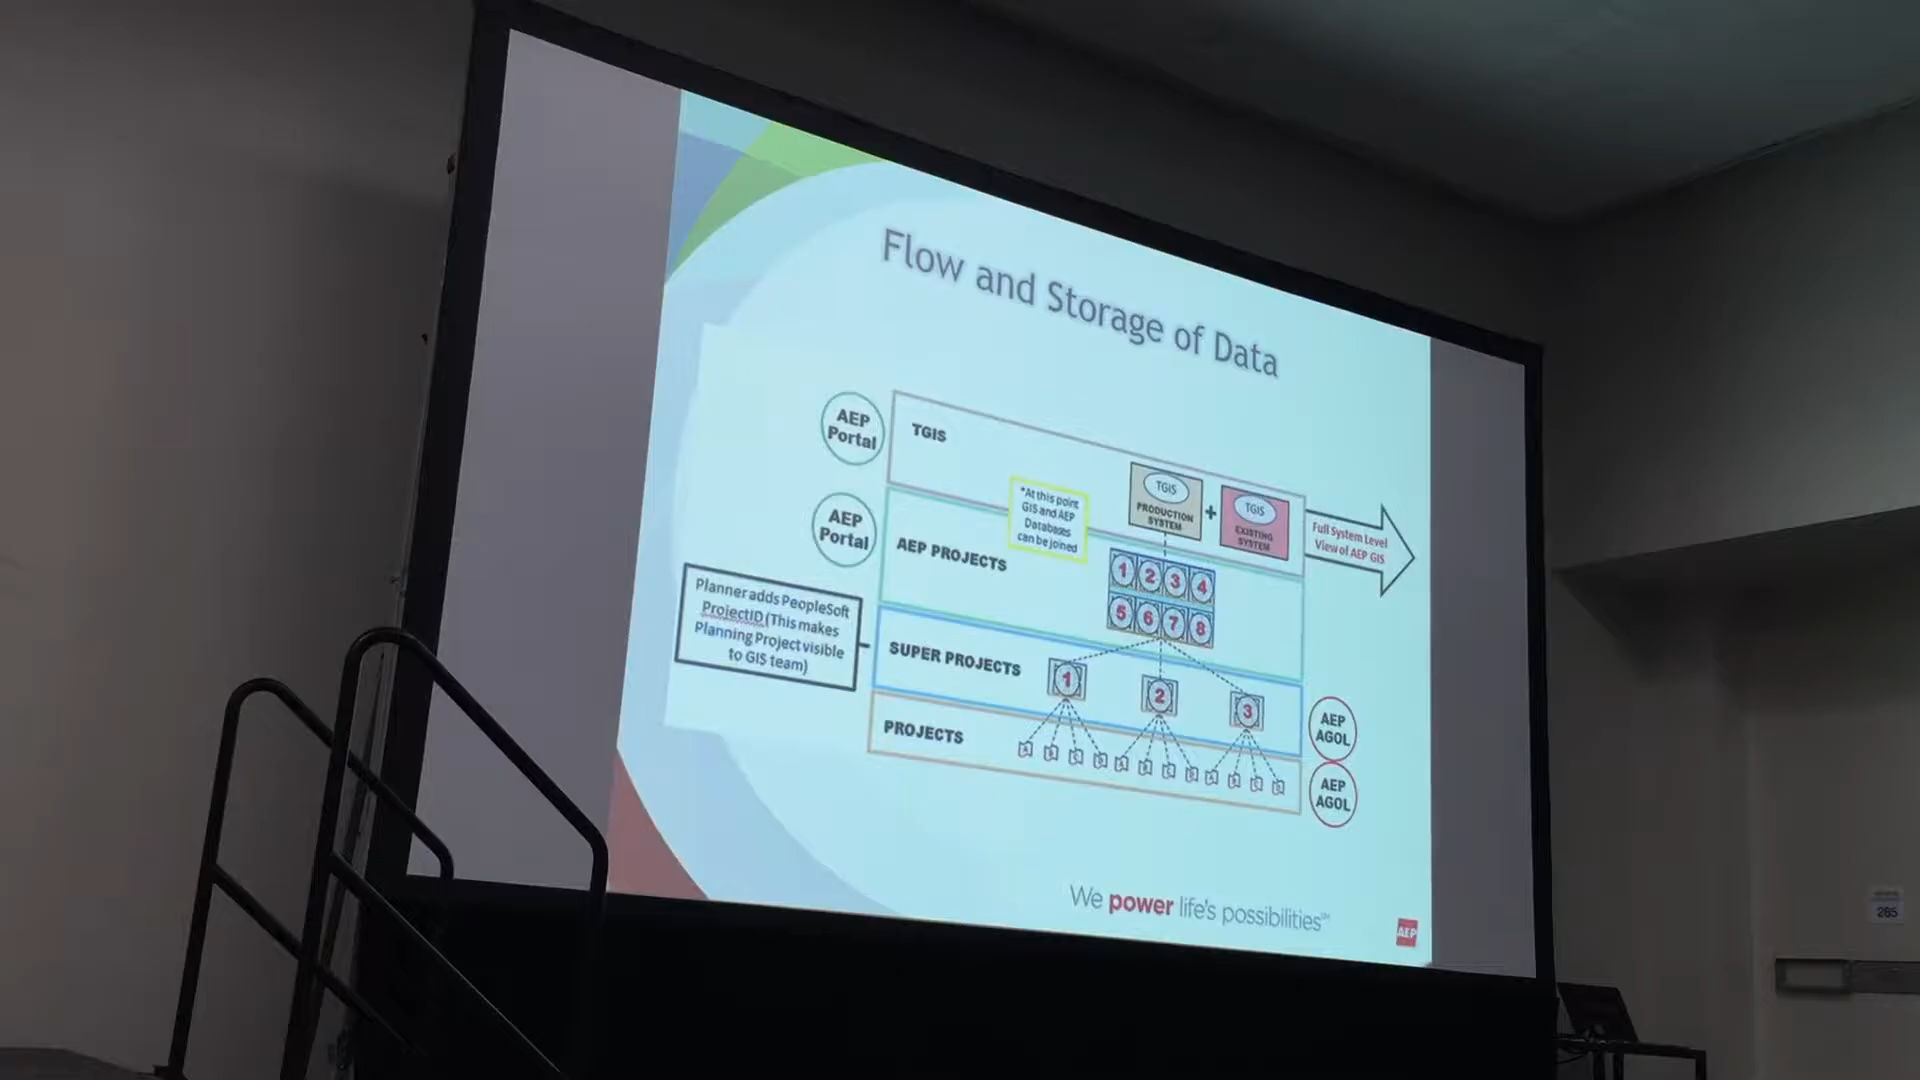 Flow and Storage of Data
AEP
Portal
TGIS
*At this point
GIS and AEP
Databases
can be joined
TGIS
PRODUCTION
SYSTEM
+
TGIS
EXISTING
SYSTEM
Full System Level
View of AEP GIS
AEP
Portal
AEP PROJECTS
1 2 3 4
5 6 7 8
Planner adds PeopleSoft
ProjectID (This makes
Planning Project visible
to GIS team)
SUPER PROJECTS
1 2 3
AEP
AGOL
PROJECTS
AEP
AGOL
We power life's possibilities℠
AEP
265